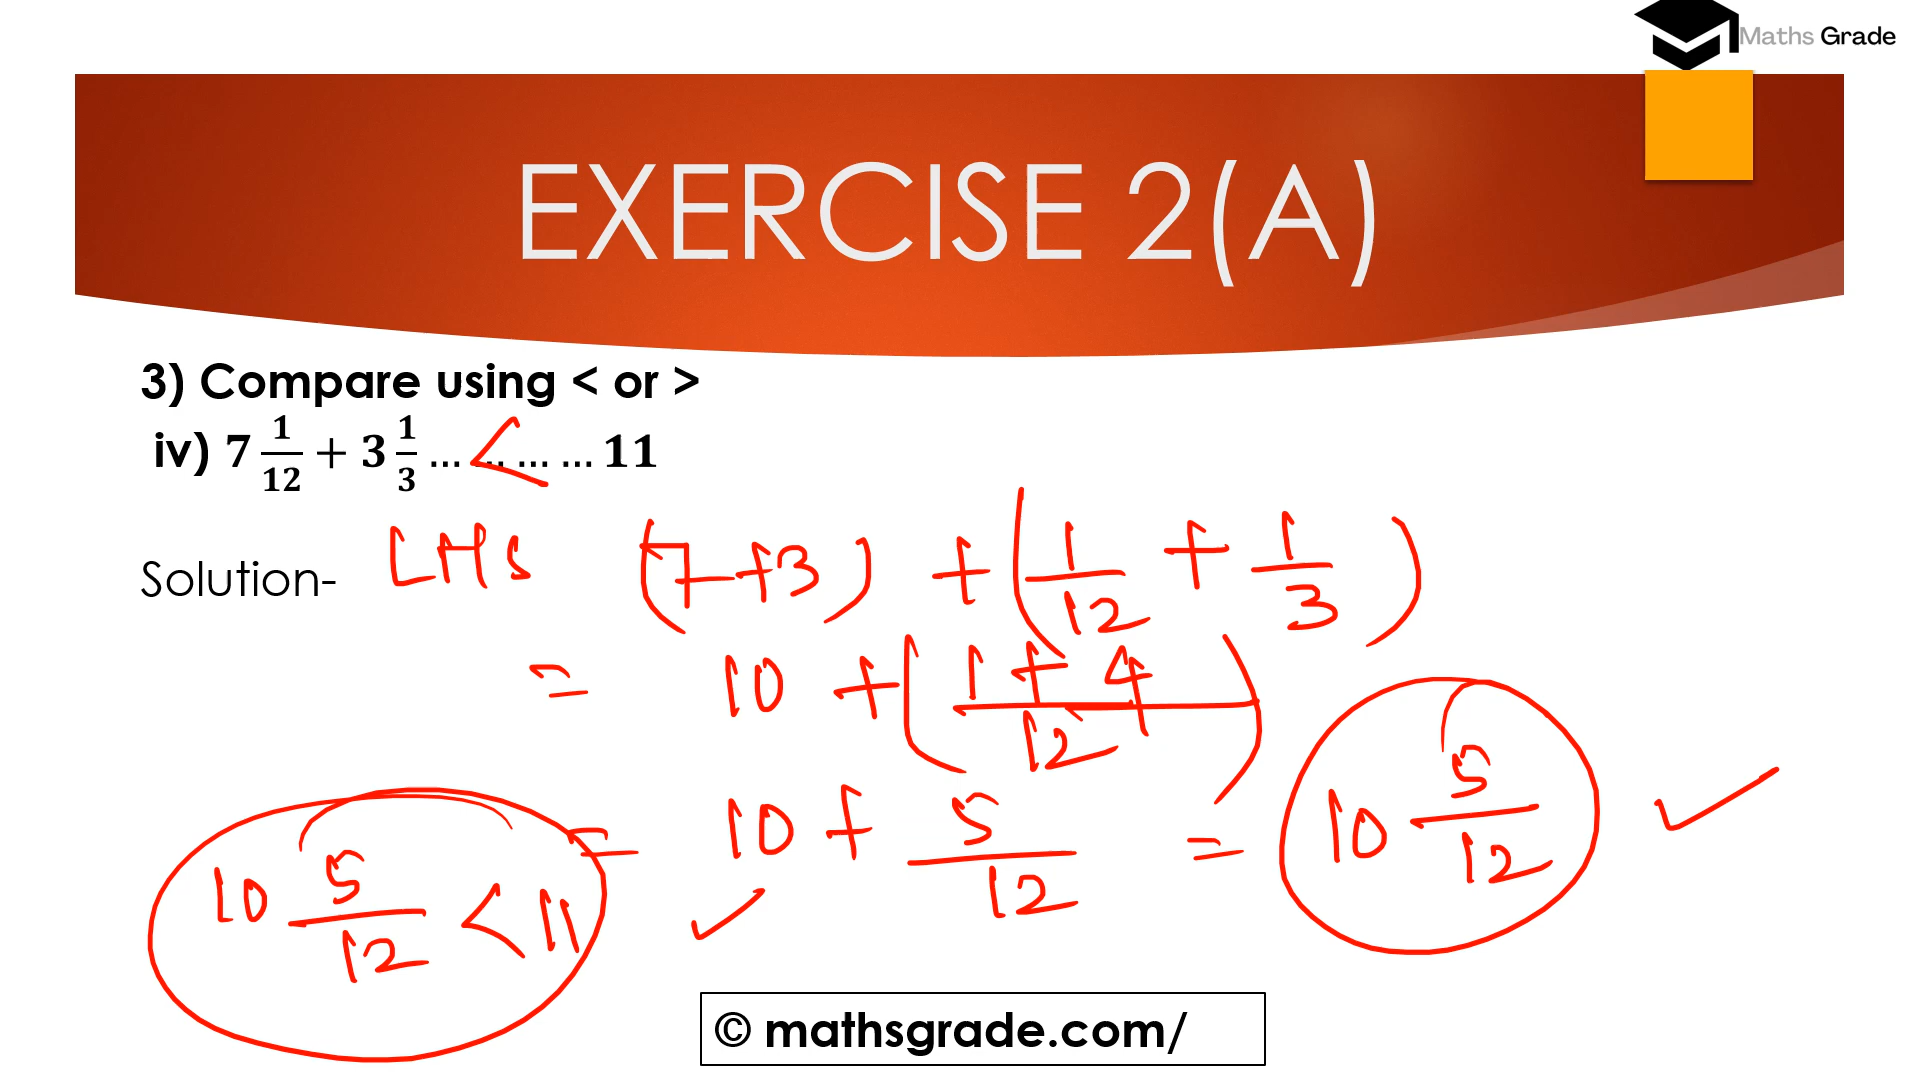 Maths Grade
EXERCISE 2(A)
3) Compare using < or >
iv) 7 1/12 + 3 1/3 ... ... < ... ... 11
Solution- LHS (7+3) + (1/12 + 1/3)
= 10 + (1+4/12)
= 10 + 5/12 = 10 5/12
10 5/12 < 11
© mathsgrade.com/